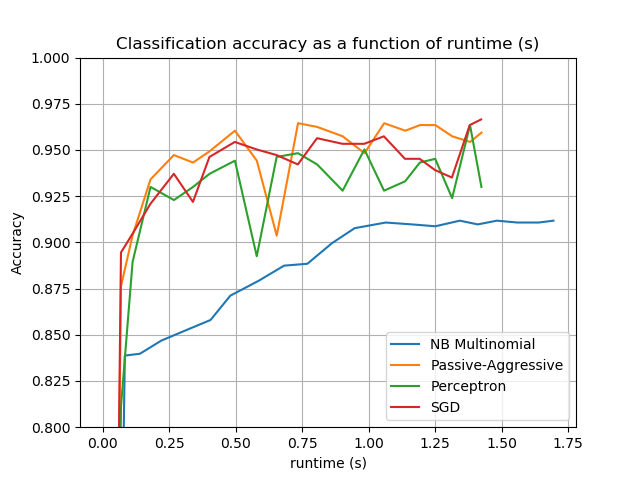 Classification accuracy as a function of runtime (s)
1.000
0.975
0.950
0.925
0.900
0.875
0.850
0.825
0.800
Accuracy
NB Multinomial
Passive-Aggressive
Perceptron
SGD
0.00 0.25 0.50 0.75 1.00 1.25 1.50 1.75
runtime (s)